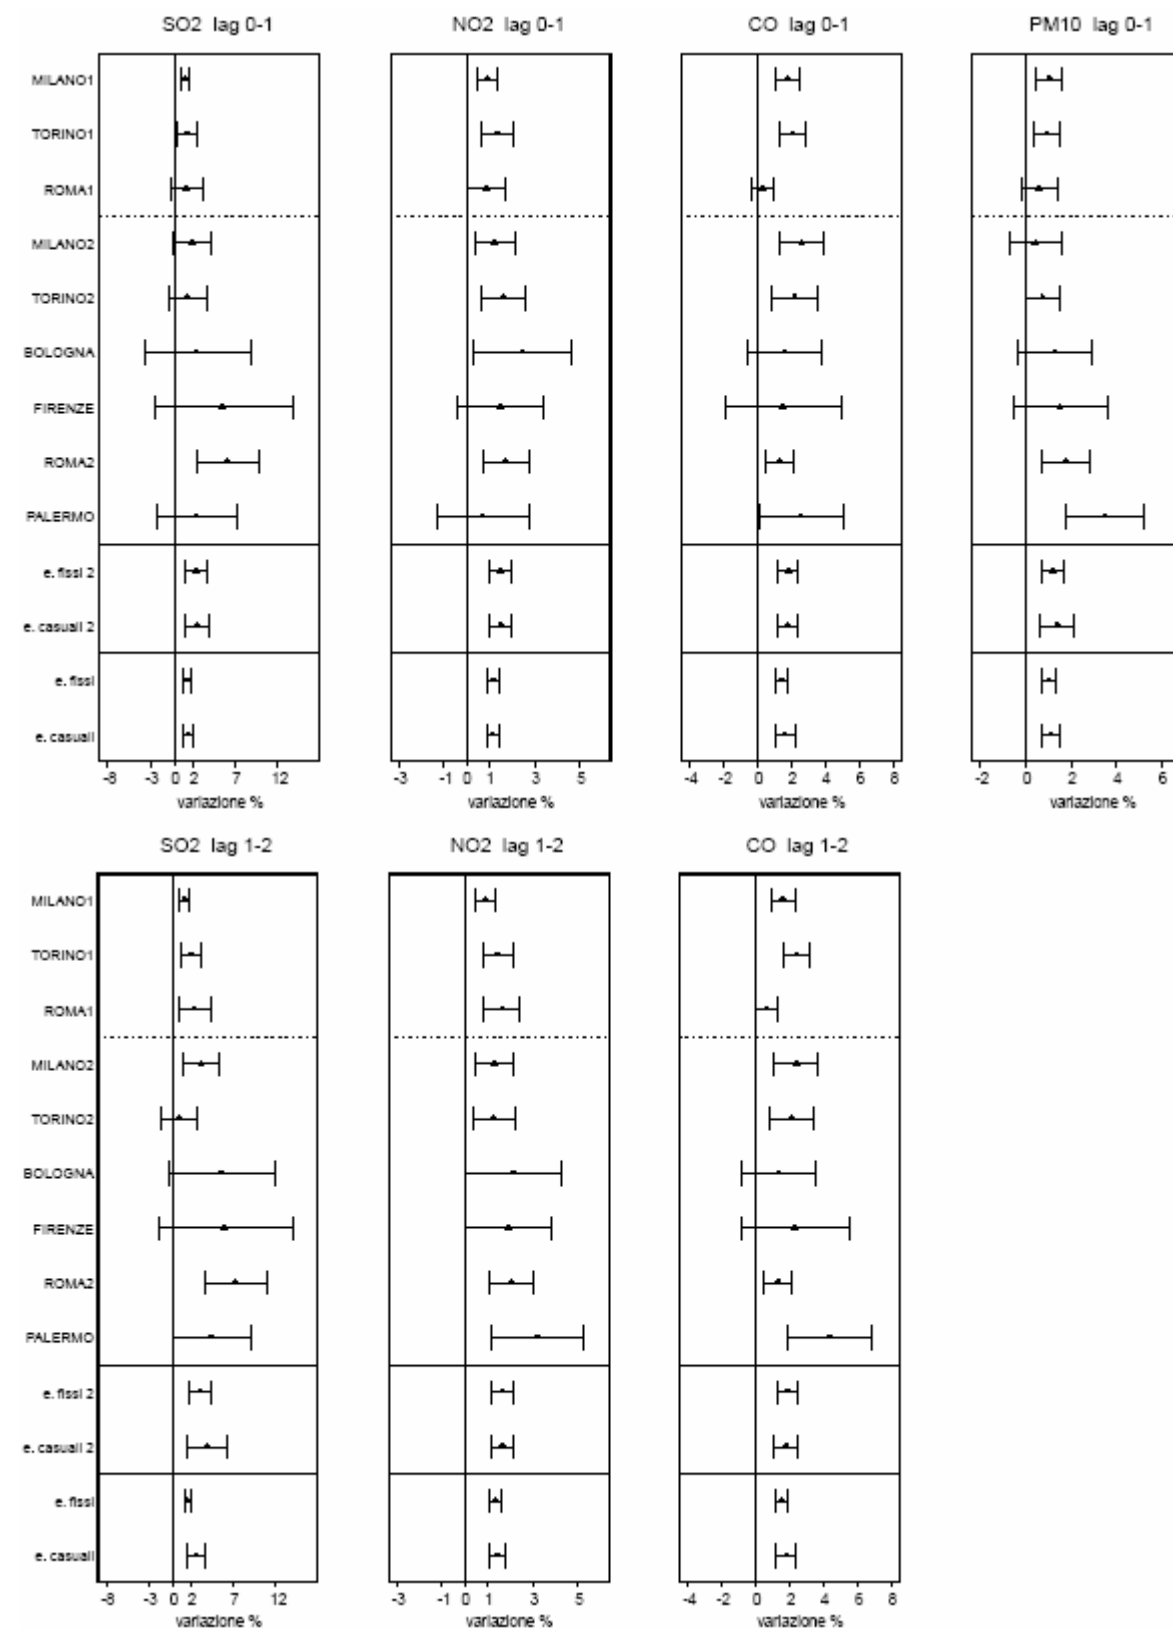 SO2 lag 0-1 NO2 lag 0-1 CO lag 0-1 PM10 lag 0-1
MILANO1
TORINO1
ROMA1
MILANO2
TORINO2
BOLOGNA
FIRENZE
ROMA2
PALERMO
e. fissi 2
e. casuali 2
e. fissi
e. casuali
-8 -3 0 2 7 12 -3 -1 0 1 3 5 -4 -2 0 2 4 6 8 -2 0 2 4 6
variazione % variazione % variazione % variazione %
SO2 lag 1-2 NO2 lag 1-2 CO lag 1-2
MILANO1
TORINO1
ROMA1
MILANO2
TORINO2
BOLOGNA
FIRENZE
ROMA2
PALERMO
e. fissi 2
e. casuali 2
e. fissi
e. casuali
-8 -3 0 2 7 12 -3 -1 0 1 3 5 -4 -2 0 2 4 6 8
variazione % variazione % variazione %